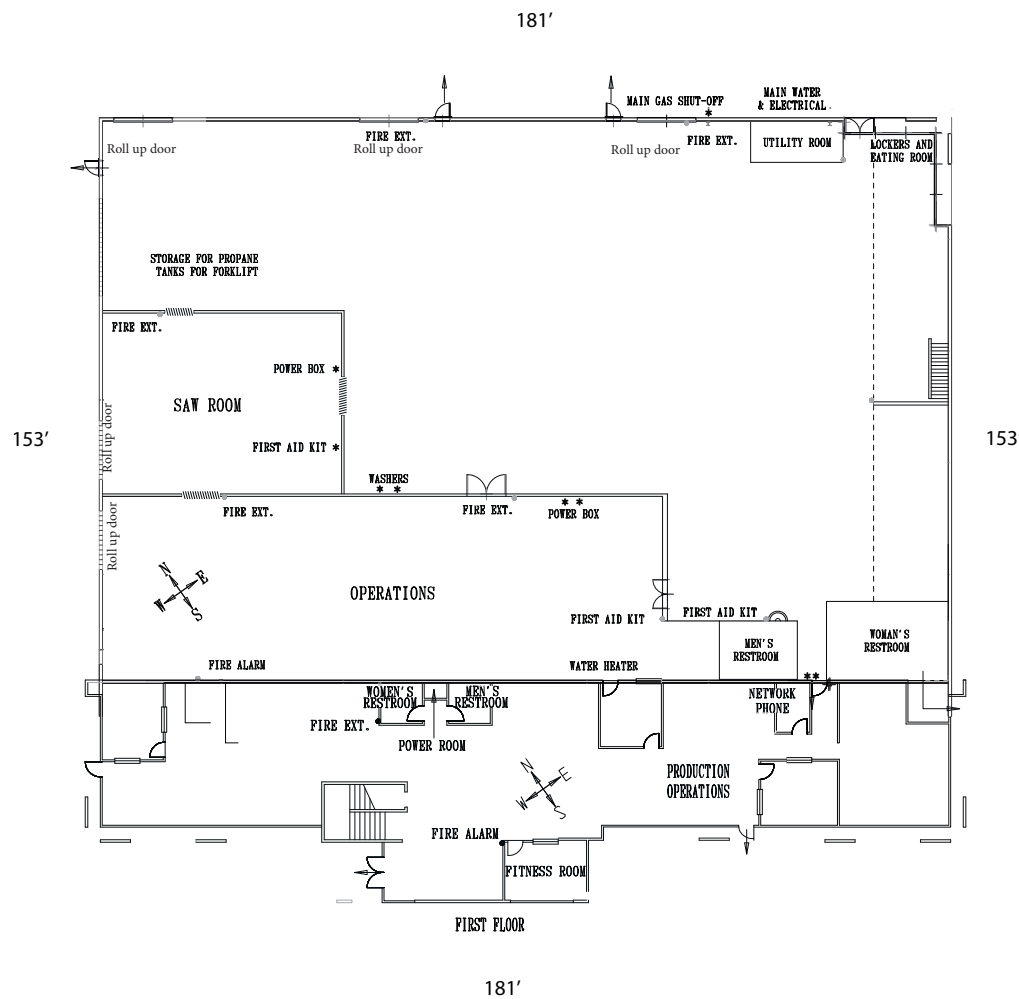 181’
MAIN GAS SHUT-OFF
*
MAIN WATER
& ELECTRICAL
FIRE EXT.
Roll up door
Roll up door
Roll up door
FIRE EXT.
UTILITY ROOM
LOCKERS AND
EATING ROOM
STORAGE FOR PROPANE
TANKS FOR FORKLIFT
FIRE EXT.
POWER BOX *
SAW ROOM
Roll up door
153’
153
FIRST AID KIT *
WASHERS
* *
FIRE EXT.
FIRE EXT.
* *
POWER BOX
Roll up door
N
E
W
S
OPERATIONS
FIRST AID KIT
FIRST AID KIT
MEN'S
RESTROOM
WOMAN'S
RESTROOM
FIRE ALARM
WATER HEATER
**
WOMEN'S
RESTROOM
MEN'S
RESTROOM
NETWORK
PHONE
FIRE EXT.
POWER ROOM
N
E
W
S
PRODUCTION
OPERATIONS
FIRE ALARM
FITNESS ROOM
FIRST FLOOR
181’